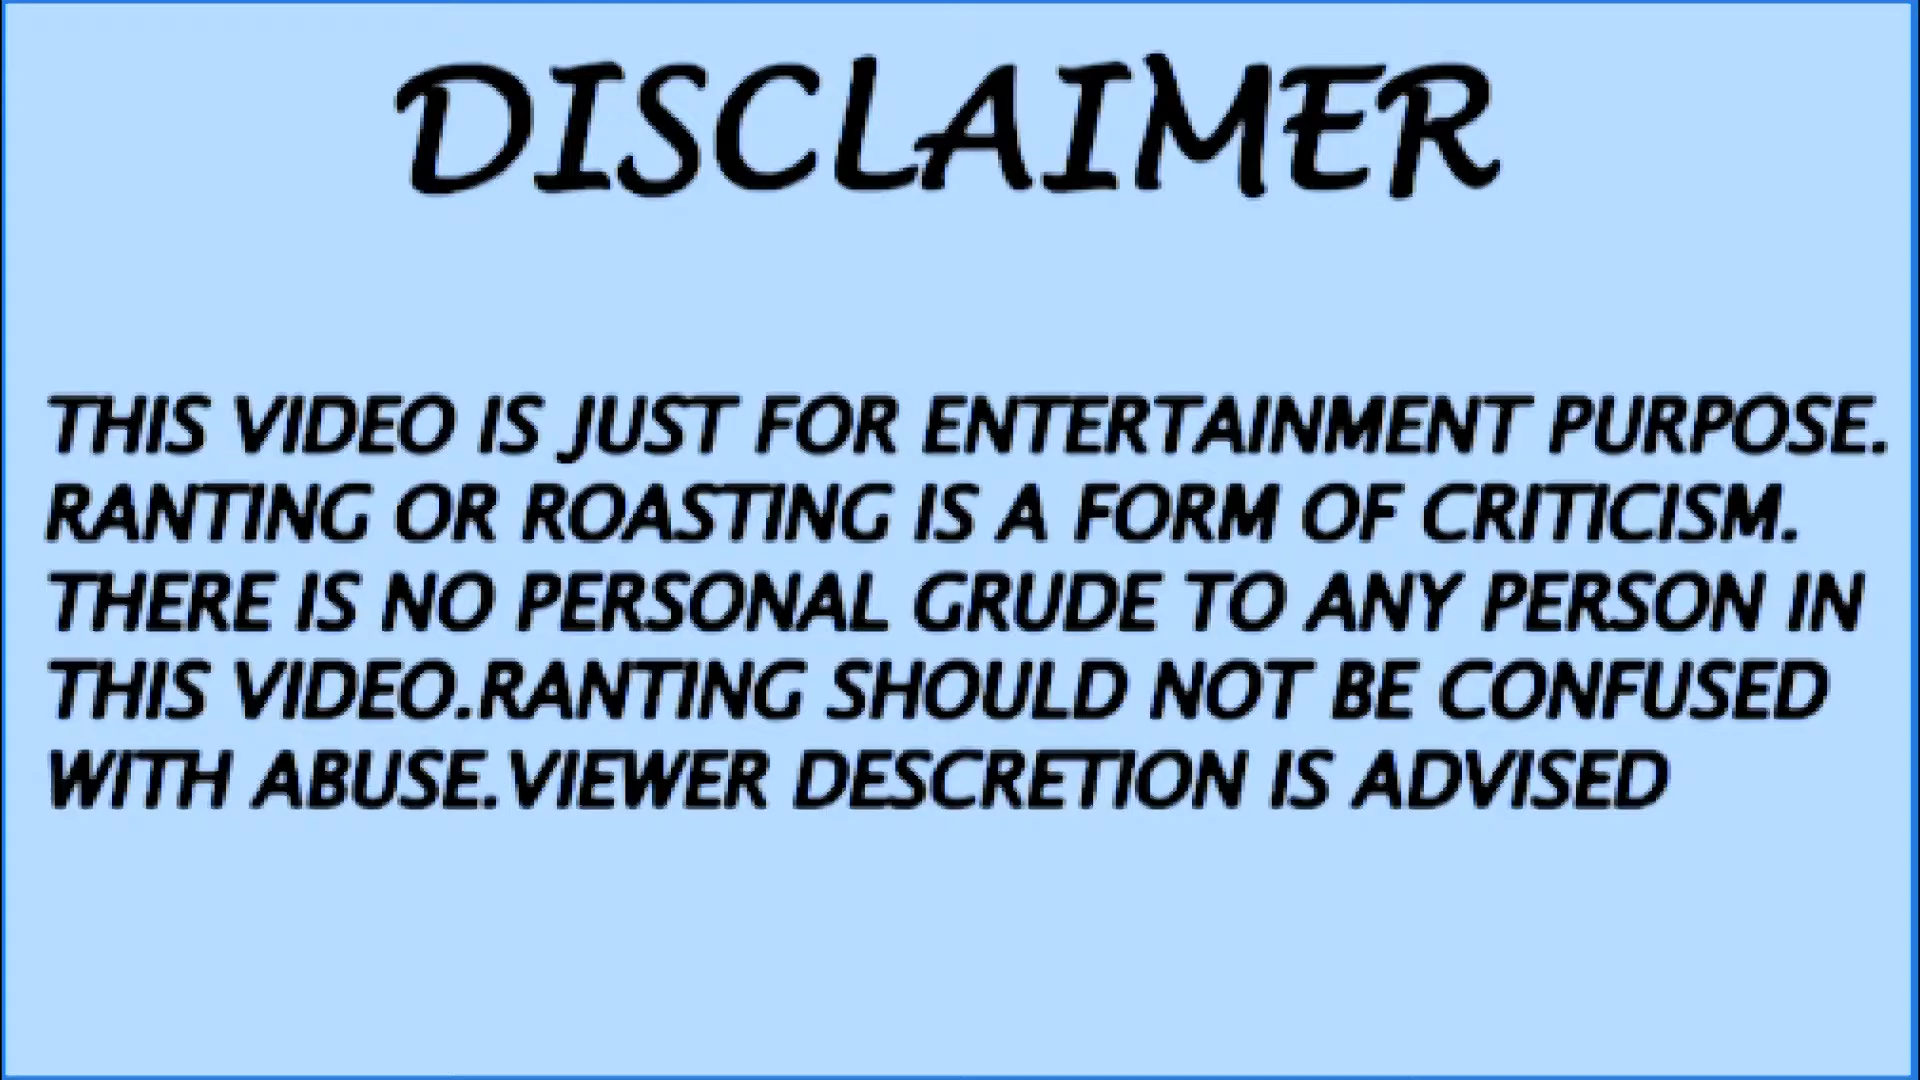 DISCLAIMER
THIS VIDEO IS JUST FOR ENTERTAINMENT PURPOSE.
RANTING OR ROASTING IS A FORM OF CRITICISM.
THERE IS NO PERSONAL GRUDE TO ANY PERSON IN
THIS VIDEO.RANTING SHOULD NOT BE CONFUSED
WITH ABUSE.VIEWER DESCRETION IS ADVISED